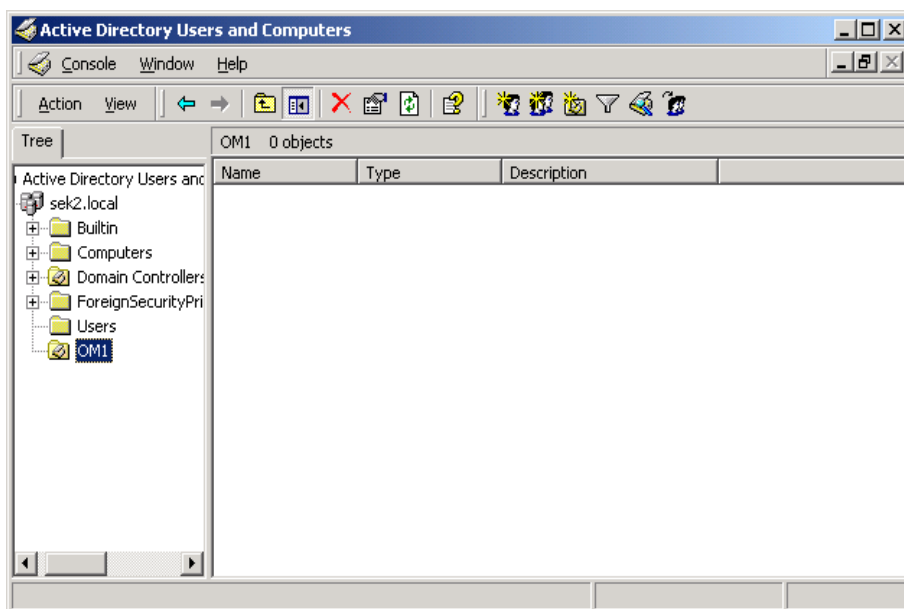 Active Directory Users and Computers
Console Window Help
Action View
Tree
OM1 0 objects
Name Type Description
Active Directory Users and
sek2.local
Builtin
Computers
Domain Controllers
ForeignSecurityPri
Users
OM1